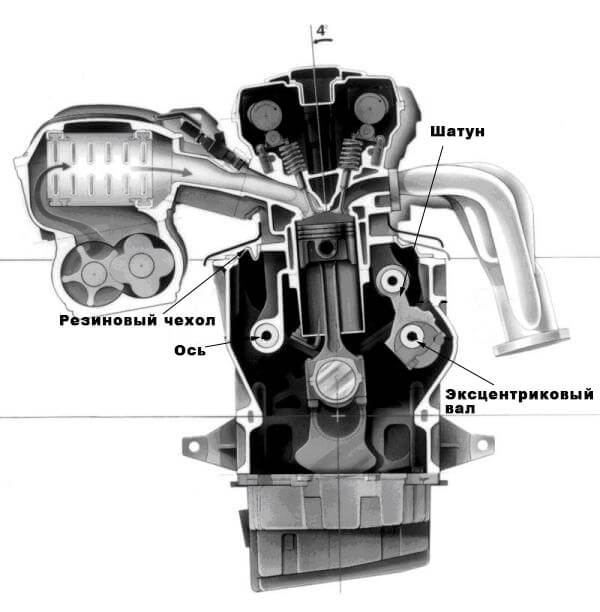 4°
Шатун
Резиновый чехол
Ось
Эксцентриковый
вал